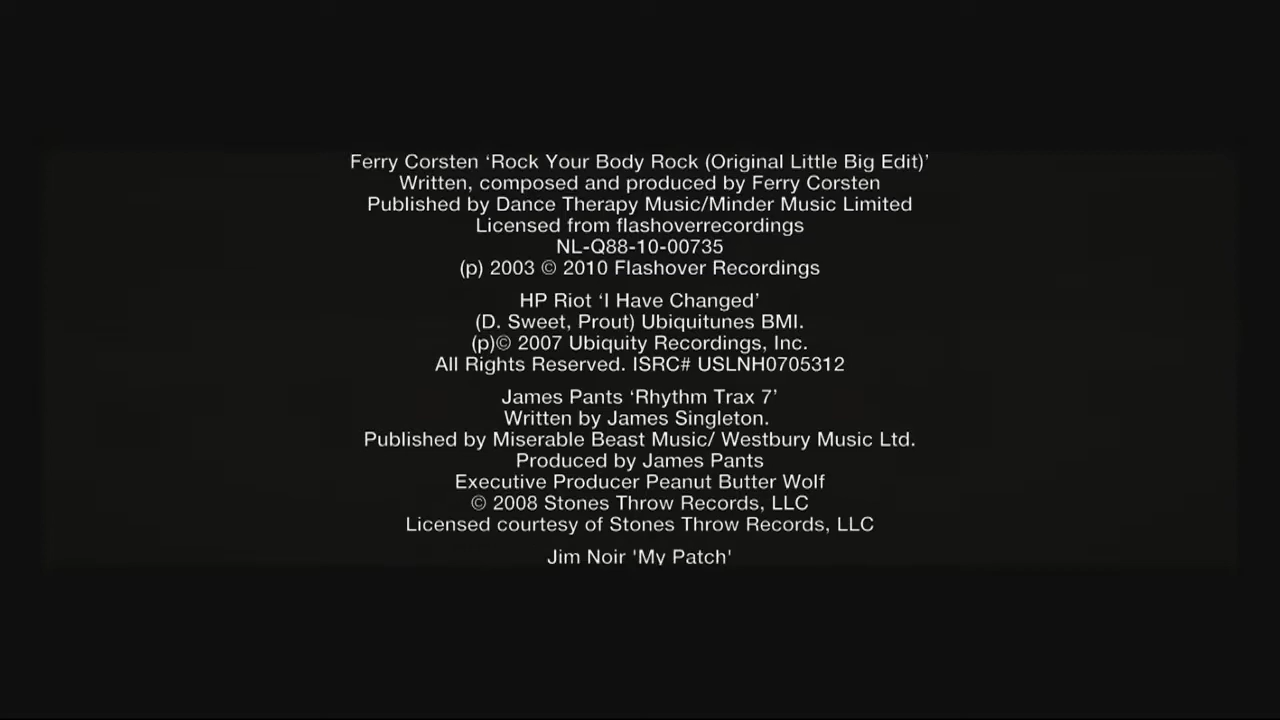 Ferry Corsten ‘Rock Your Body Rock (Original Little Big Edit)’
Written, composed and produced by Ferry Corsten
Published by Dance Therapy Music/Minder Music Limited
Licensed from flashoverrecordings
NL-Q88-10-00735
(p) 2003 © 2010 Flashover Recordings
HP Riot ‘I Have Changed’
(D. Sweet, Prout) Ubiquitunes BMI.
(p)© 2007 Ubiquity Recordings, Inc.
All Rights Reserved. ISRC# USLNH0705312
James Pants ‘Rhythm Trax 7’
Written by James Singleton.
Published by Miserable Beast Music/ Westbury Music Ltd.
Produced by James Pants
Executive Producer Peanut Butter Wolf
© 2008 Stones Throw Records, LLC
Licensed courtesy of Stones Throw Records, LLC
Jim Noir 'My Patch'